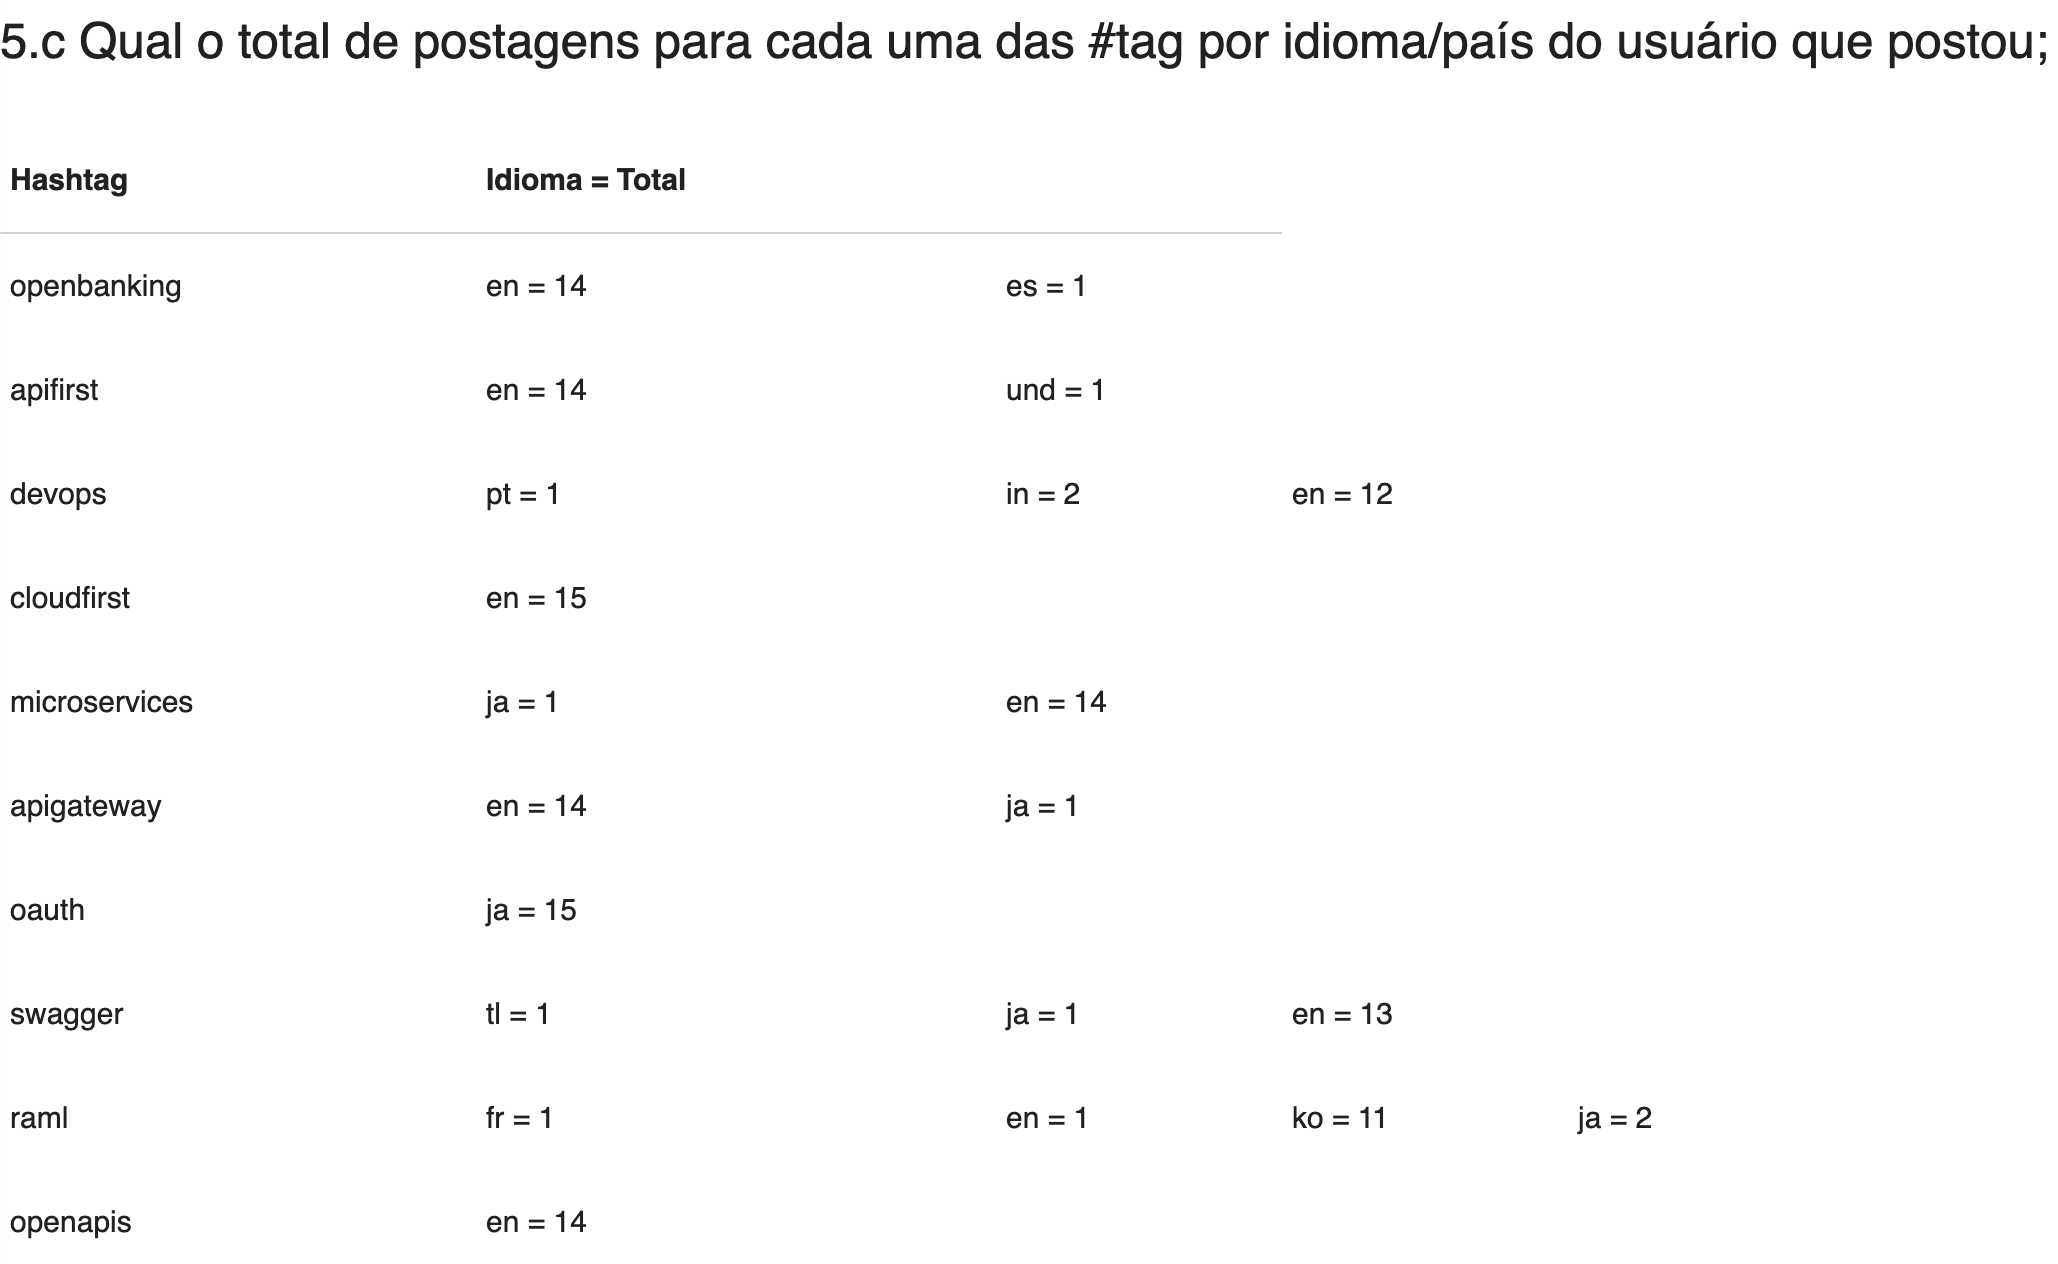 5.c Qual o total de postagens para cada uma das #tag por idioma/país do usuário que postou;
Hashtag Idioma = Total
openbanking en = 14 es = 1
apifirst en = 14 und = 1
devops pt = 1 in = 2 en = 12
cloudfirst en = 15
microservices ja = 1 en = 14
apigateway en = 14 ja = 1
oauth ja = 15
swagger tl = 1 ja = 1 en = 13
raml fr = 1 en = 1 ko = 11 ja = 2
openapis en = 14